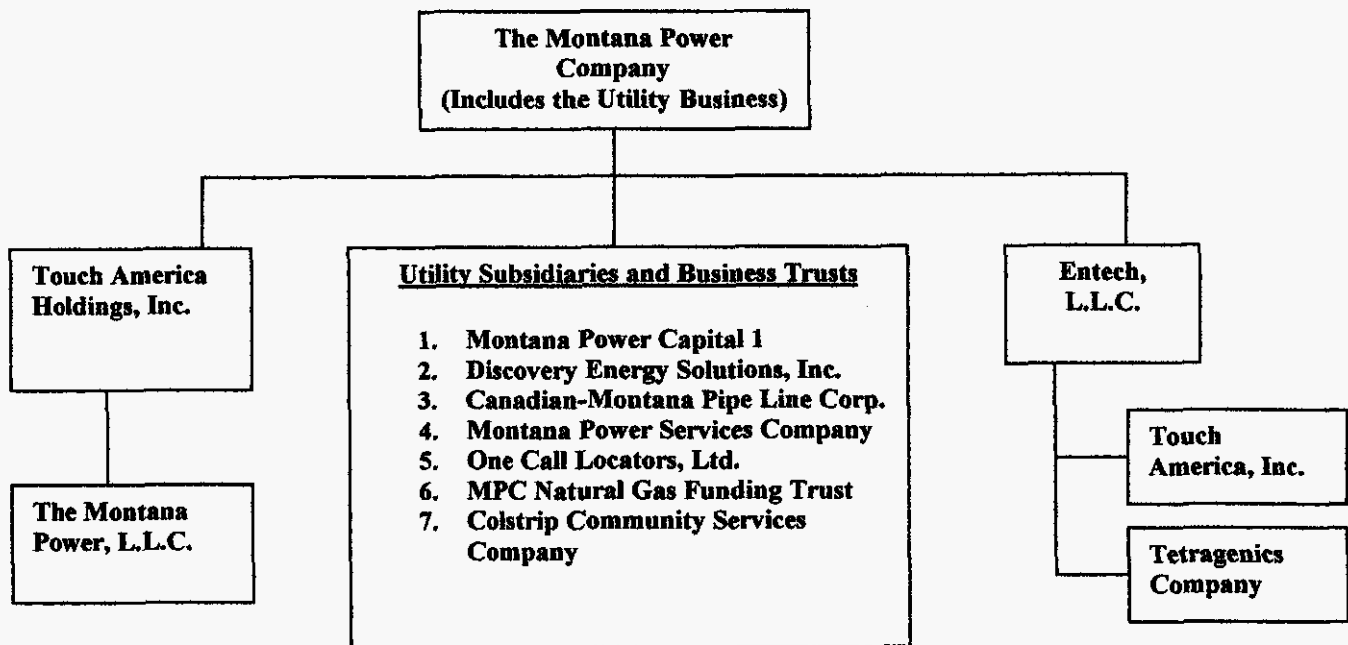 The Montana Power
Company
(Includes the Utility Business)
Touch America
Holdings, Inc.
Utility Subsidiaries and Business Trusts
1. Montana Power Capital 1
2. Discovery Energy Solutions, Inc.
3. Canadian-Montana Pipe Line Corp.
4. Montana Power Services Company
5. One Call Locators, Ltd.
6. MPC Natural Gas Funding Trust
7. Colstrip Community Services
Company
Entech,
L.L.C.
The Montana
Power, L.L.C.
Touch
America, Inc.
Tetragenics
Company